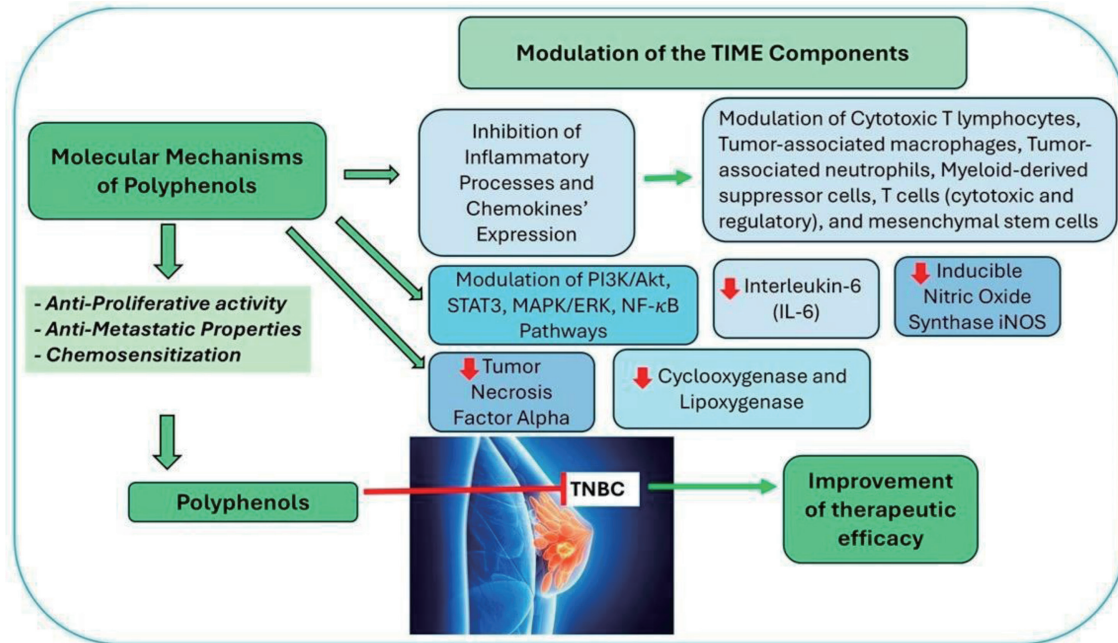 Modulation of the TIME Components
Molecular Mechanisms
of Polyphenols
Inhibition of
Inflammatory
Processes and
Chemokines’
Expression
Modulation of Cytotoxic T lymphocytes,
Tumor-associated macrophages, Tumor-
associated neutrophils, Myeloid-derived
suppressor cells, T cells (cytotoxic and
regulatory), and mesenchymal stem cells
- Anti-Proliferative activity
- Anti-Metastatic Properties
- Chemosensitization
Modulation of PI3K/Akt,
STAT3, MAPK/ERK, NF-κB
Pathways
Interleukin-6
(IL-6)
Inducible
Nitric Oxide
Synthase iNOS
Tumor
Necrosis
Factor Alpha
Cyclooxygenase and
Lipoxygenase
Polyphenols
TNBC
Improvement
of therapeutic
efficacy